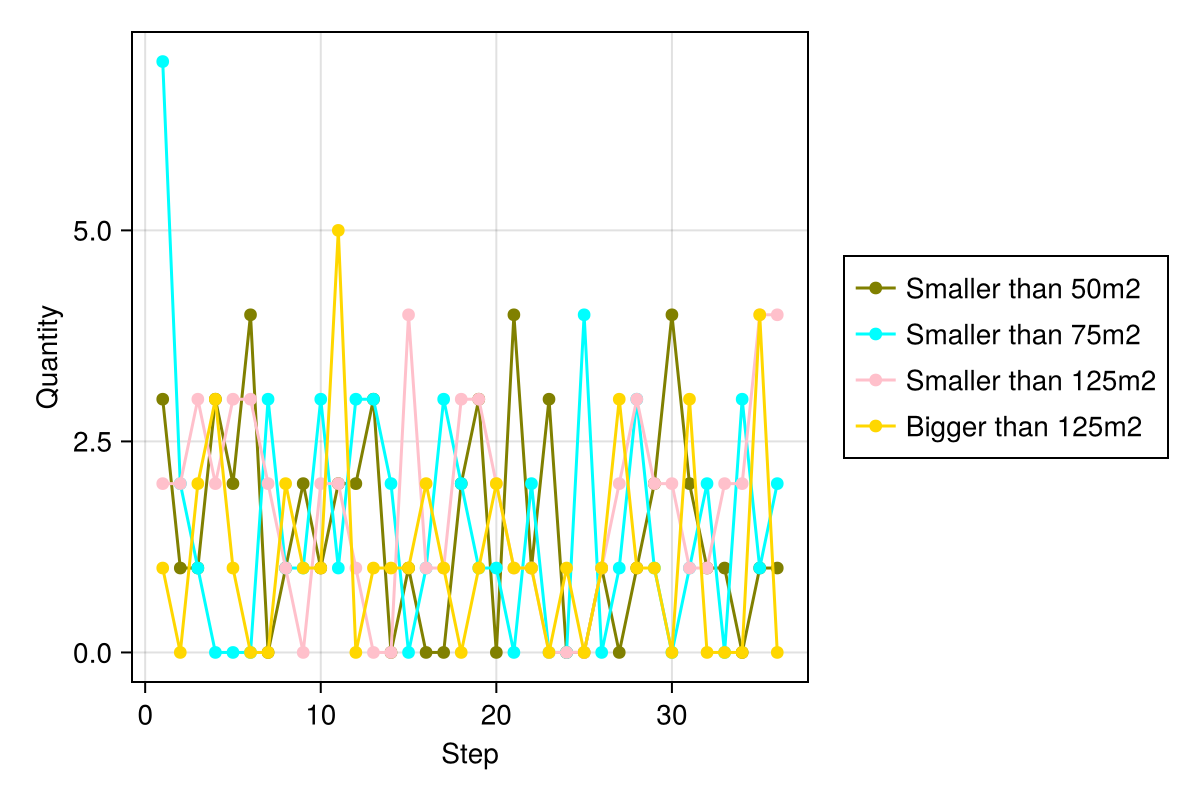 5.0
2.5
0.0
Quantity
0
10
20
30
Step
Smaller than 50m2
Smaller than 75m2
Smaller than 125m2
Bigger than 125m2